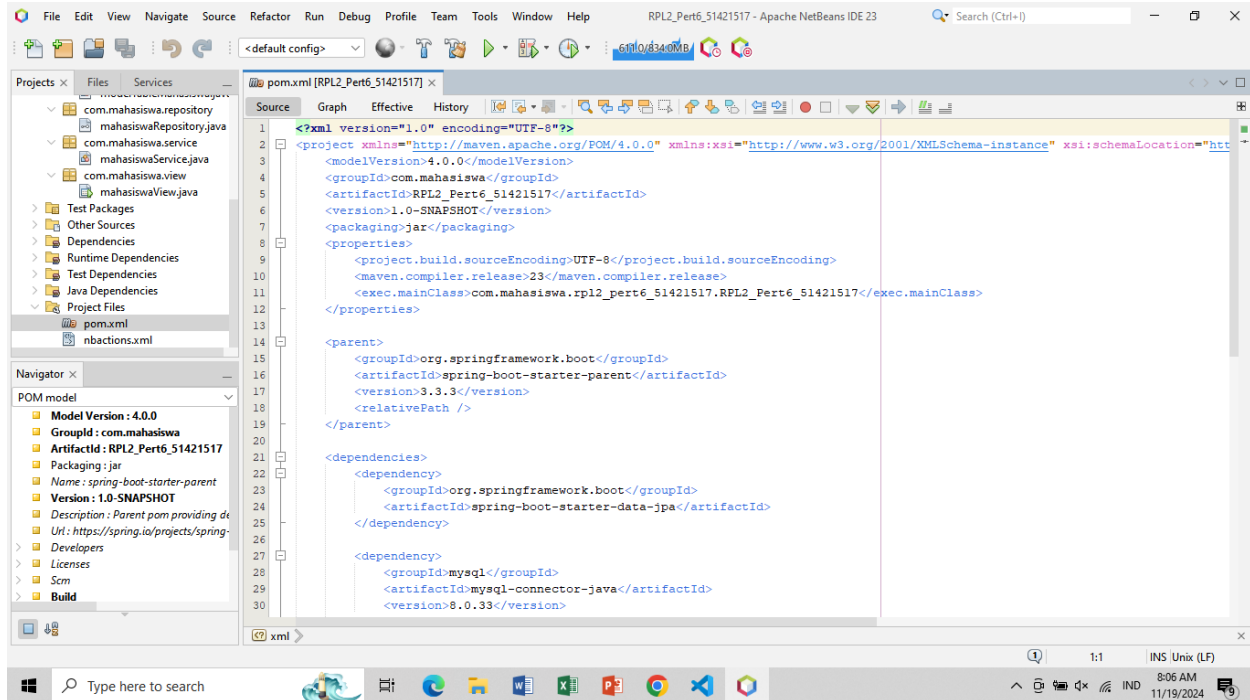 File Edit View Navigate Source Refactor Run Debug Profile Team Tools Window Help
RPL2_Pert6_51421517 - Apache NetBeans IDE 23
Search (Ctrl+I)
<default config>
611.0/834.0MB
Projects
Files
Services
com.mahasiswa.repository
mahasiswaRepository.java
com.mahasiswa.service
mahasiswaService.java
com.mahasiswa.view
mahasiswaView.java
Test Packages
Other Sources
Dependencies
Runtime Dependencies
Test Dependencies
Java Dependencies
Project Files
pom.xml
nbactions.xml
Navigator
POM model
Model Version : 4.0.0
GroupId : com.mahasiswa
ArtifactId : RPL2_Pert6_51421517
Packaging : jar
Name : spring-boot-starter-parent
Version : 1.0-SNAPSHOT
Description : Parent pom providing de
Url : https://spring.io/projects/spring-
Developers
Licenses
Scm
Build
pom.xml [RPL2_Pert6_51421517]
Source Graph Effective History
1 <?xml version="1.0" encoding="UTF-8"?>
2 <project xmlns="http://maven.apache.org/POM/4.0.0" xmlns:xsi="http://www.w3.org/2001/XMLSchema-instance" xsi:schemaLocation="htt
3 <modelVersion>4.0.0</modelVersion>
4 <groupId>com.mahasiswa</groupId>
5 <artifactId>RPL2_Pert6_51421517</artifactId>
6 <version>1.0-SNAPSHOT</version>
7 <packaging>jar</packaging>
8 <properties>
9 <project.build.sourceEncoding>UTF-8</project.build.sourceEncoding>
10 <maven.compiler.release>23</maven.compiler.release>
11 <exec.mainClass>com.mahasiswa.rpl2_pert6_51421517.RPL2_Pert6_51421517</exec.mainClass>
12 </properties>
13
14 <parent>
15 <groupId>org.springframework.boot</groupId>
16 <artifactId>spring-boot-starter-parent</artifactId>
17 <version>3.3.3</version>
18 <relativePath />
19 </parent>
20
21 <dependencies>
22 <dependency>
23 <groupId>org.springframework.boot</groupId>
24 <artifactId>spring-boot-starter-data-jpa</artifactId>
25 </dependency>
26
27 <dependency>
28 <groupId>mysql</groupId>
29 <artifactId>mysql-connector-java</artifactId>
30 <version>8.0.33</version>
xml
1
1:1
INS Unix (LF)
Type here to search
IND
8:06 AM
11/19/2024
9